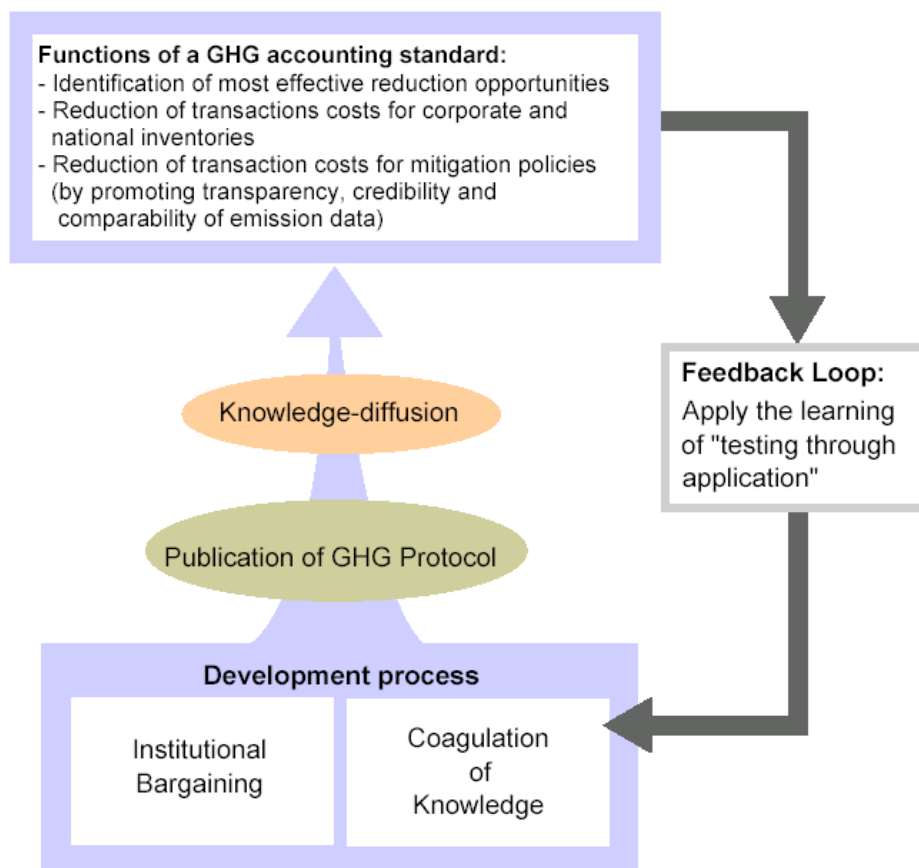 Functions of a GHG accounting standard:
- Identification of most effective reduction opportunities
- Reduction of transactions costs for corporate and
national inventories
- Reduction of transaction costs for mitigation policies
(by promoting transparency, credibility and
comparability of emission data)
Feedback Loop:
Apply the learning
of "testing through
application"
Knowledge-diffusion
Publication of GHG Protocol
Development process
Institutional
Bargaining
Coagulation
of
Knowledge